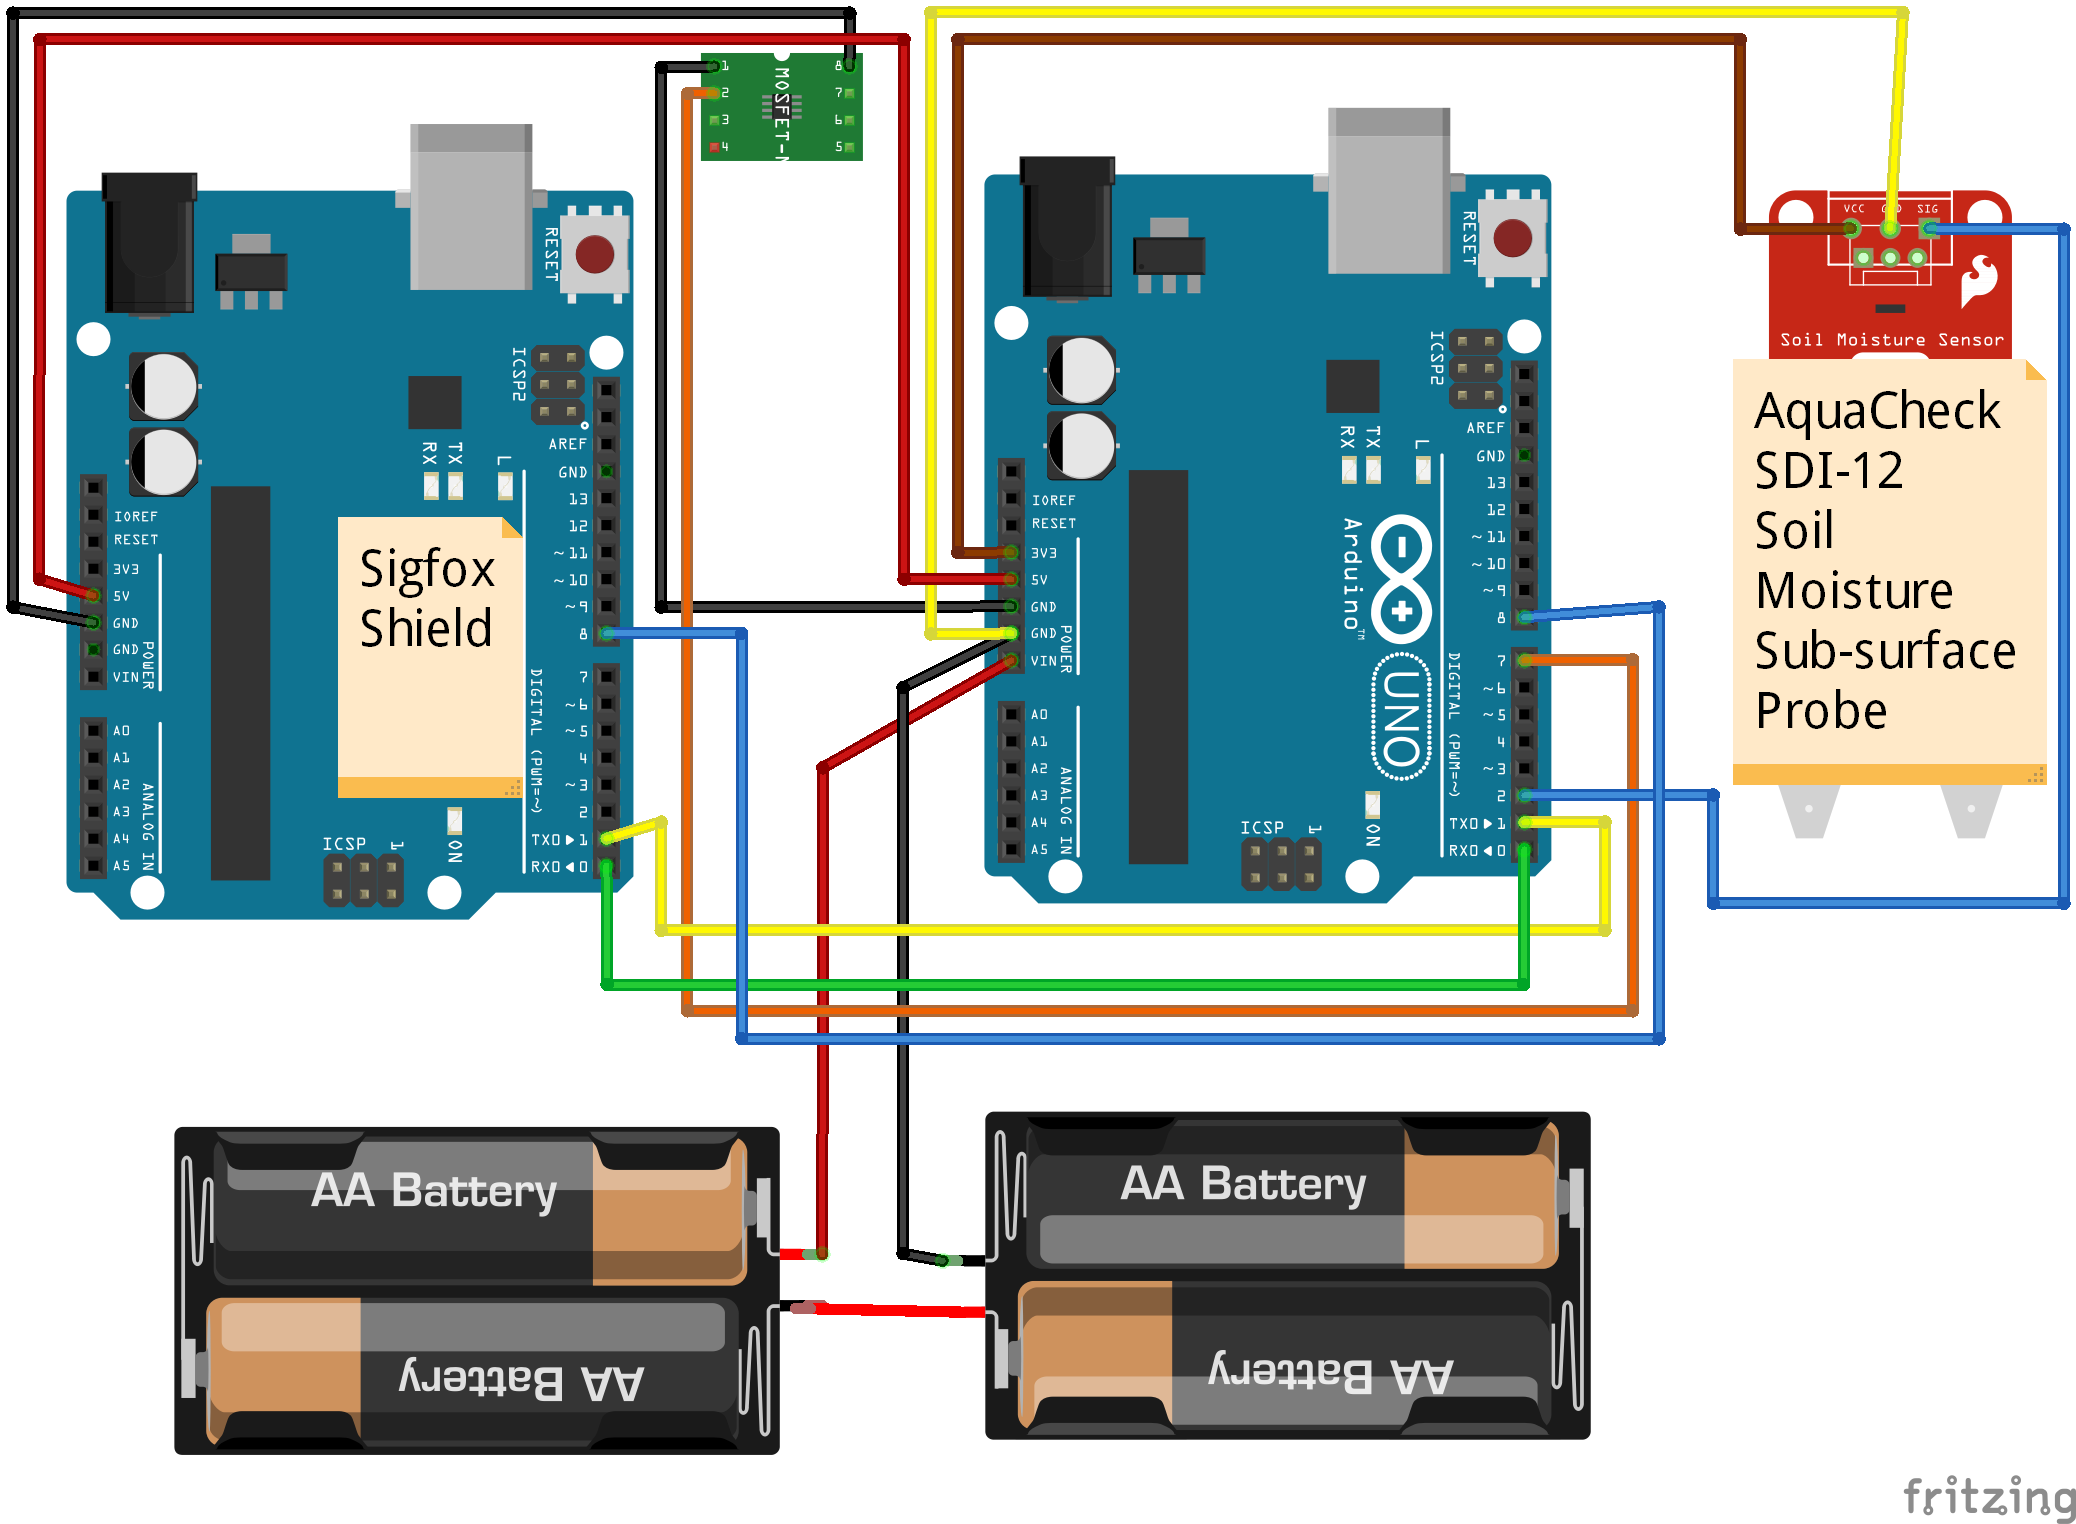 1
2
3
4
8
7
6
5
MOSFET-N
RESET
ICSP2
AREF
GND
13
12
~11
~10
~9
8
7
~6
~5
4
~3
2
TX0▶1
RX0◀0
RX
TX
L
IOREF
RESET
3V3
5V
GND
GND
VIN
POWER
A0
A1
A2
A3
A4
A5
ANALOG IN
DIGITAL (PWM=~)
ICSP
1
ON
Sigfox
Shield
RESET
ICSP2
AREF
GND
13
12
~11
~10
~9
8
7
~6
~5
4
~3
2
TX0▶1
RX0◀0
RX
TX
L
IOREF
RESET
3V3
5V
GND
GND
VIN
POWER
A0
A1
A2
A3
A4
A5
ANALOG IN
DIGITAL (PWM=~)
Arduino™
UNO
ICSP
1
ON
VCC
SIG
Soil Moisture Sensor
AquaCheck
SDI-12
Soil
Moisture
Sub-surface
Probe
AA Battery
AA Battery
AA Battery
AA Battery
fritzing